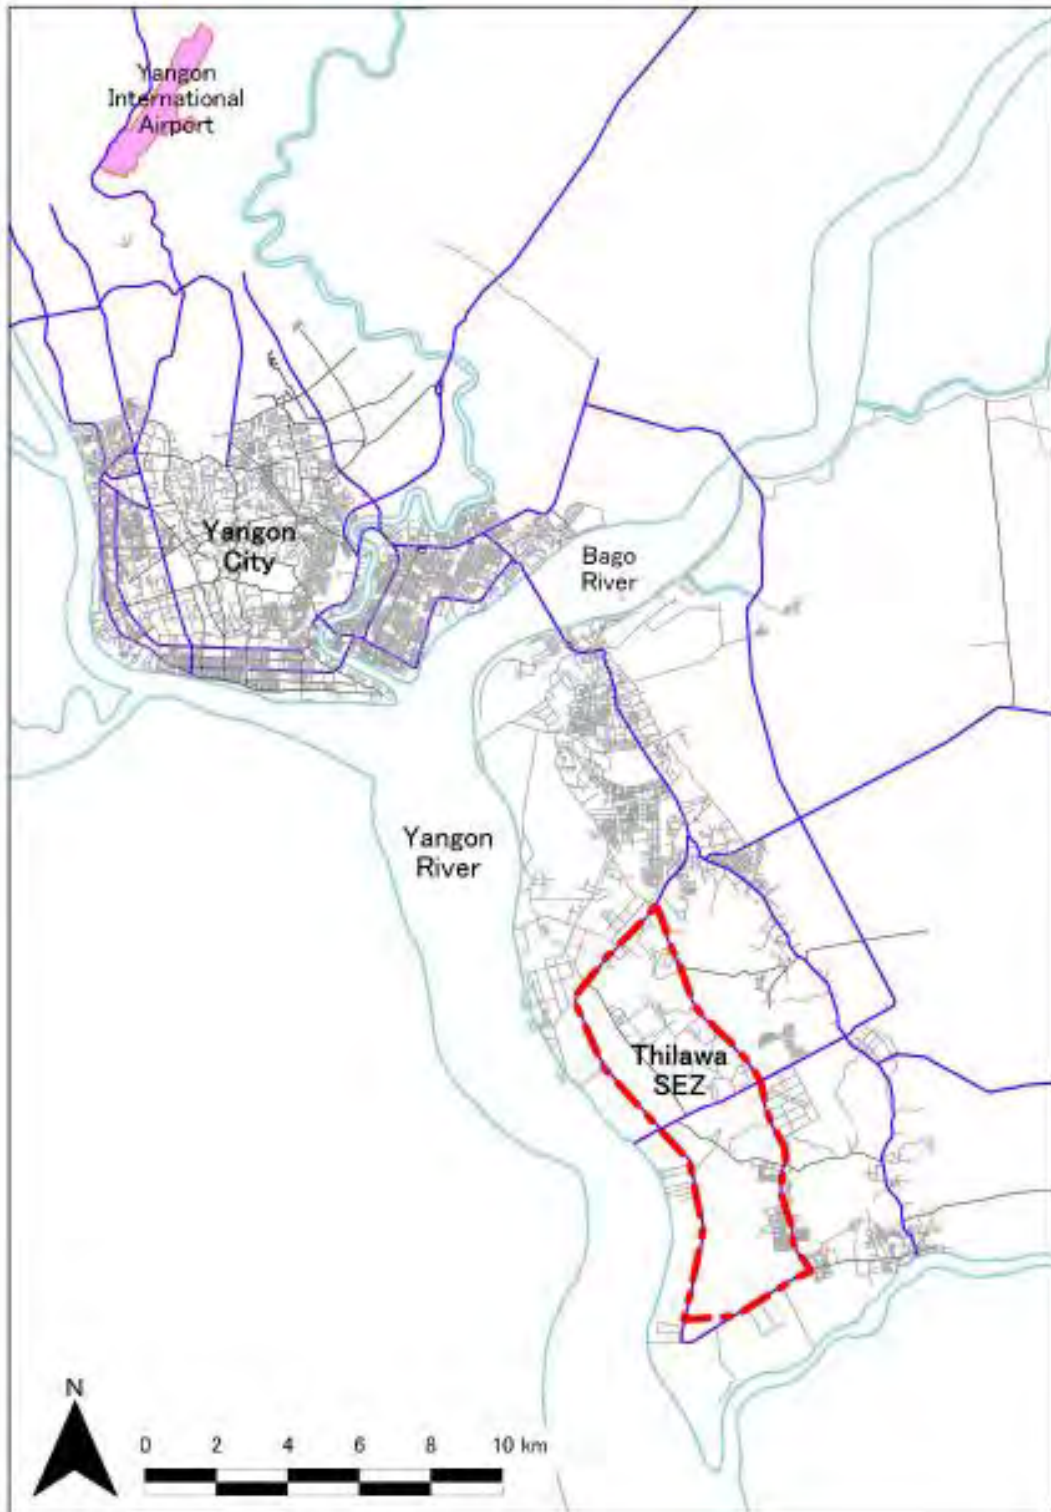 Yangon
International
Airport
Yangon
City
Bago
River
Yangon
River
Thilawa
SEZ
N
0 2 4 6 8 10 km